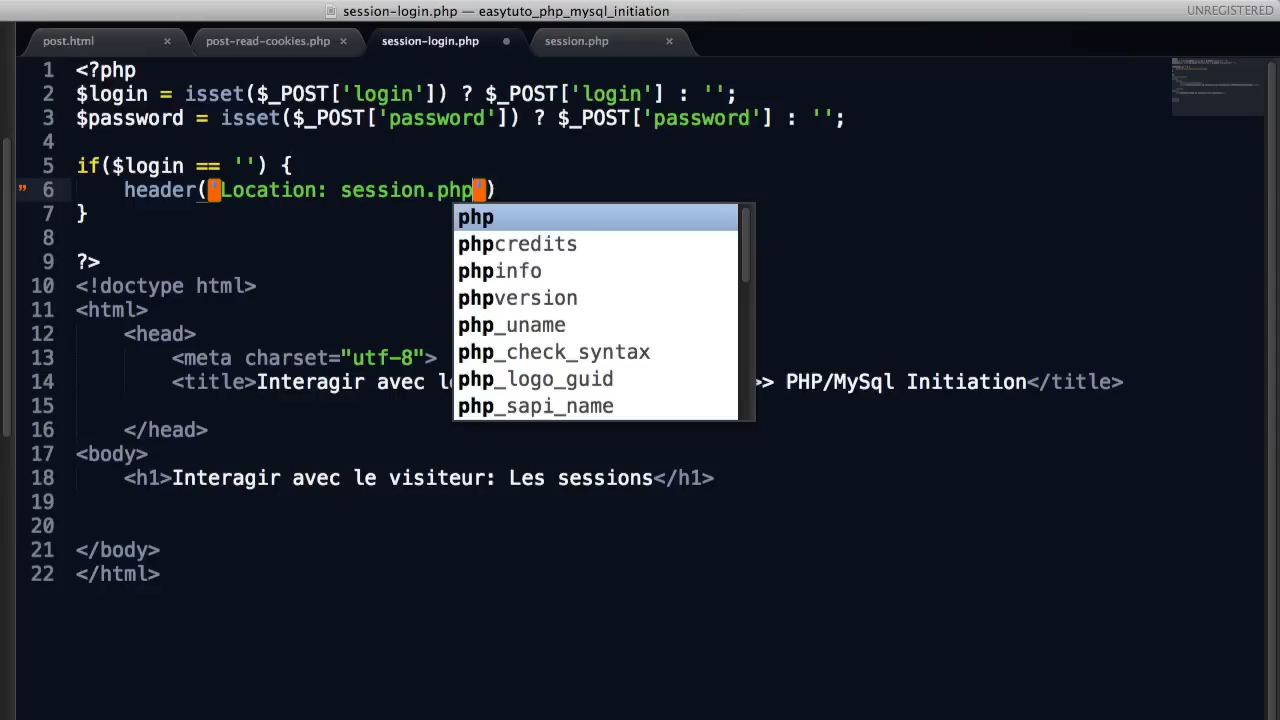 session-login.php — easytuto_php_mysql_initiation
UNREGISTERED
post.html × post-read-cookies.php × session-login.php session.php ×
1 <?php
2 $login = isset($_POST['login']) ? $_POST['login'] : '';
3 $password = isset($_POST['password']) ? $_POST['password'] : '';
4
5 if($login == '') {
6 header('Location: session.php')
php
7 }
phpcredits
8
9 ?>
phpinfo
10 <!doctype html>
phpversion
11 <html>
php_uname
12 <head>
php_check_syntax
13 <meta charset="utf-8">
php_logo_guid
14 <title>Interagir avec >> PHP/MySql Initiation</title>
php_sapi_name
15
16 </head>
17 <body>
18 <h1>Interagir avec le visiteur: Les sessions</h1>
19
20
21 </body>
22 </html>